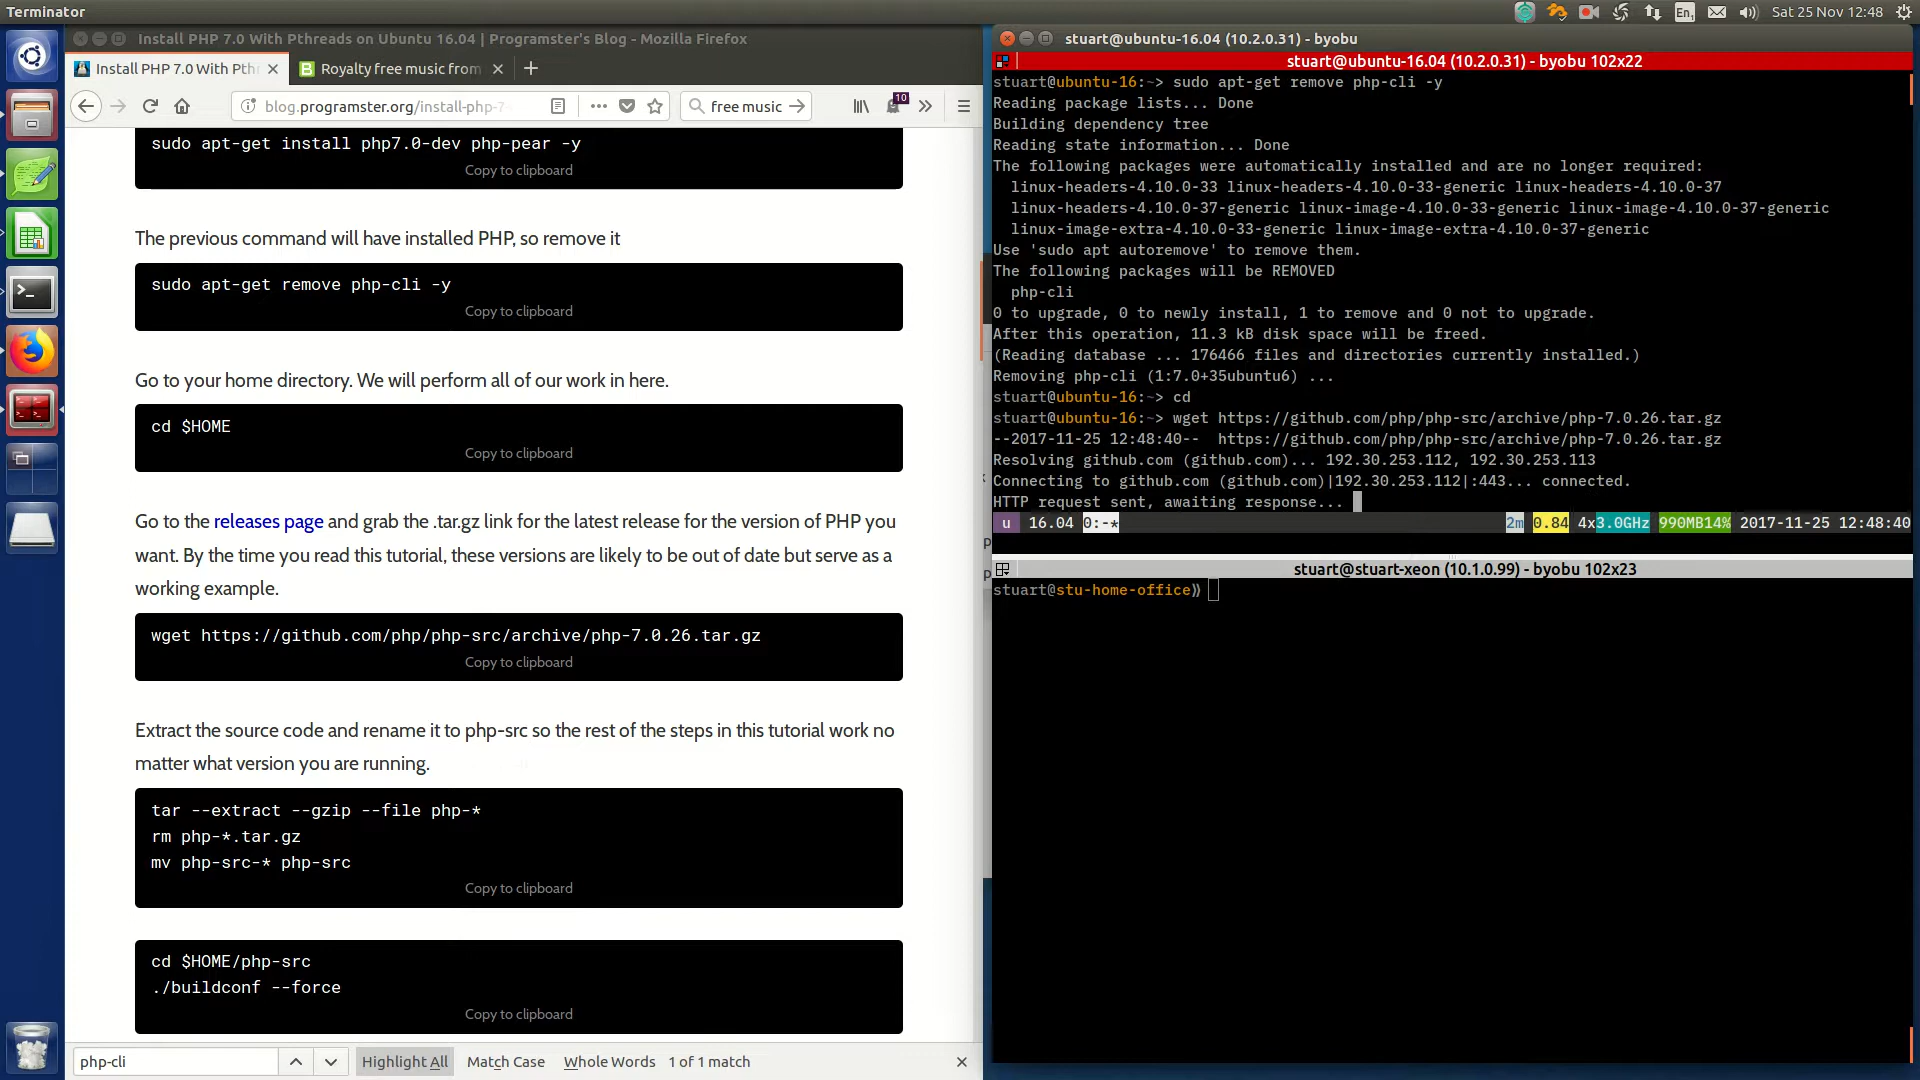 Terminator
En1
Sat 25 Nov 12:48
Install PHP 7.0 With Pthreads on Ubuntu 16.04 | Programster's Blog - Mozilla Firefox
Install PHP 7.0 With Pthr
Royalty free music from
blog.programster.org/install-php-7-
free music
10
sudo apt-get install php7.0-dev php-pear -y
Copy to clipboard
The previous command will have installed PHP, so remove it
sudo apt-get remove php-cli -y
Copy to clipboard
Go to your home directory. We will perform all of our work in here.
cd $HOME
Copy to clipboard
Go to the releases page and grab the .tar.gz link for the latest release for the version of PHP you
want. By the time you read this tutorial, these versions are likely to be out of date but serve as a
working example.
wget https://github.com/php/php-src/archive/php-7.0.26.tar.gz
Copy to clipboard
Extract the source code and rename it to php-src so the rest of the steps in this tutorial work no
matter what version you are running.
tar --extract --gzip --file php-*
rm php-*.tar.gz
mv php-src-* php-src
Copy to clipboard
cd $HOME/php-src
./buildconf --force
Copy to clipboard
php-cli
Highlight All
Match Case
Whole Words
1 of 1 match
stuart@ubuntu-16.04 (10.2.0.31) - byobu
stuart@ubuntu-16.04 (10.2.0.31) - byobu 102x22
stuart@ubuntu-16:~> sudo apt-get remove php-cli -y
Reading package lists... Done
Building dependency tree
Reading state information... Done
The following packages were automatically installed and are no longer required:
linux-headers-4.10.0-33 linux-headers-4.10.0-33-generic linux-headers-4.10.0-37
linux-headers-4.10.0-37-generic linux-image-4.10.0-33-generic linux-image-4.10.0-37-generic
linux-image-extra-4.10.0-33-generic linux-image-extra-4.10.0-37-generic
Use 'sudo apt autoremove' to remove them.
The following packages will be REMOVED
php-cli
0 to upgrade, 0 to newly install, 1 to remove and 0 not to upgrade.
After this operation, 11.3 kB disk space will be freed.
(Reading database ... 176466 files and directories currently installed.)
Removing php-cli (1:7.0+35ubuntu6) ...
stuart@ubuntu-16:~> cd
stuart@ubuntu-16:~> wget https://github.com/php/php-src/archive/php-7.0.26.tar.gz
--2017-11-25 12:48:40--  https://github.com/php/php-src/archive/php-7.0.26.tar.gz
Resolving github.com (github.com)... 192.30.253.112, 192.30.253.113
Connecting to github.com (github.com)|192.30.253.112|:443... connected.
HTTP request sent, awaiting response...
u 16.04 0:-* 2m 0.84 4x3.0GHz 990MB14% 2017-11-25 12:48:40
stuart@stuart-xeon (10.1.0.99) - byobu 102x23
stuart@stu-home-office⟫